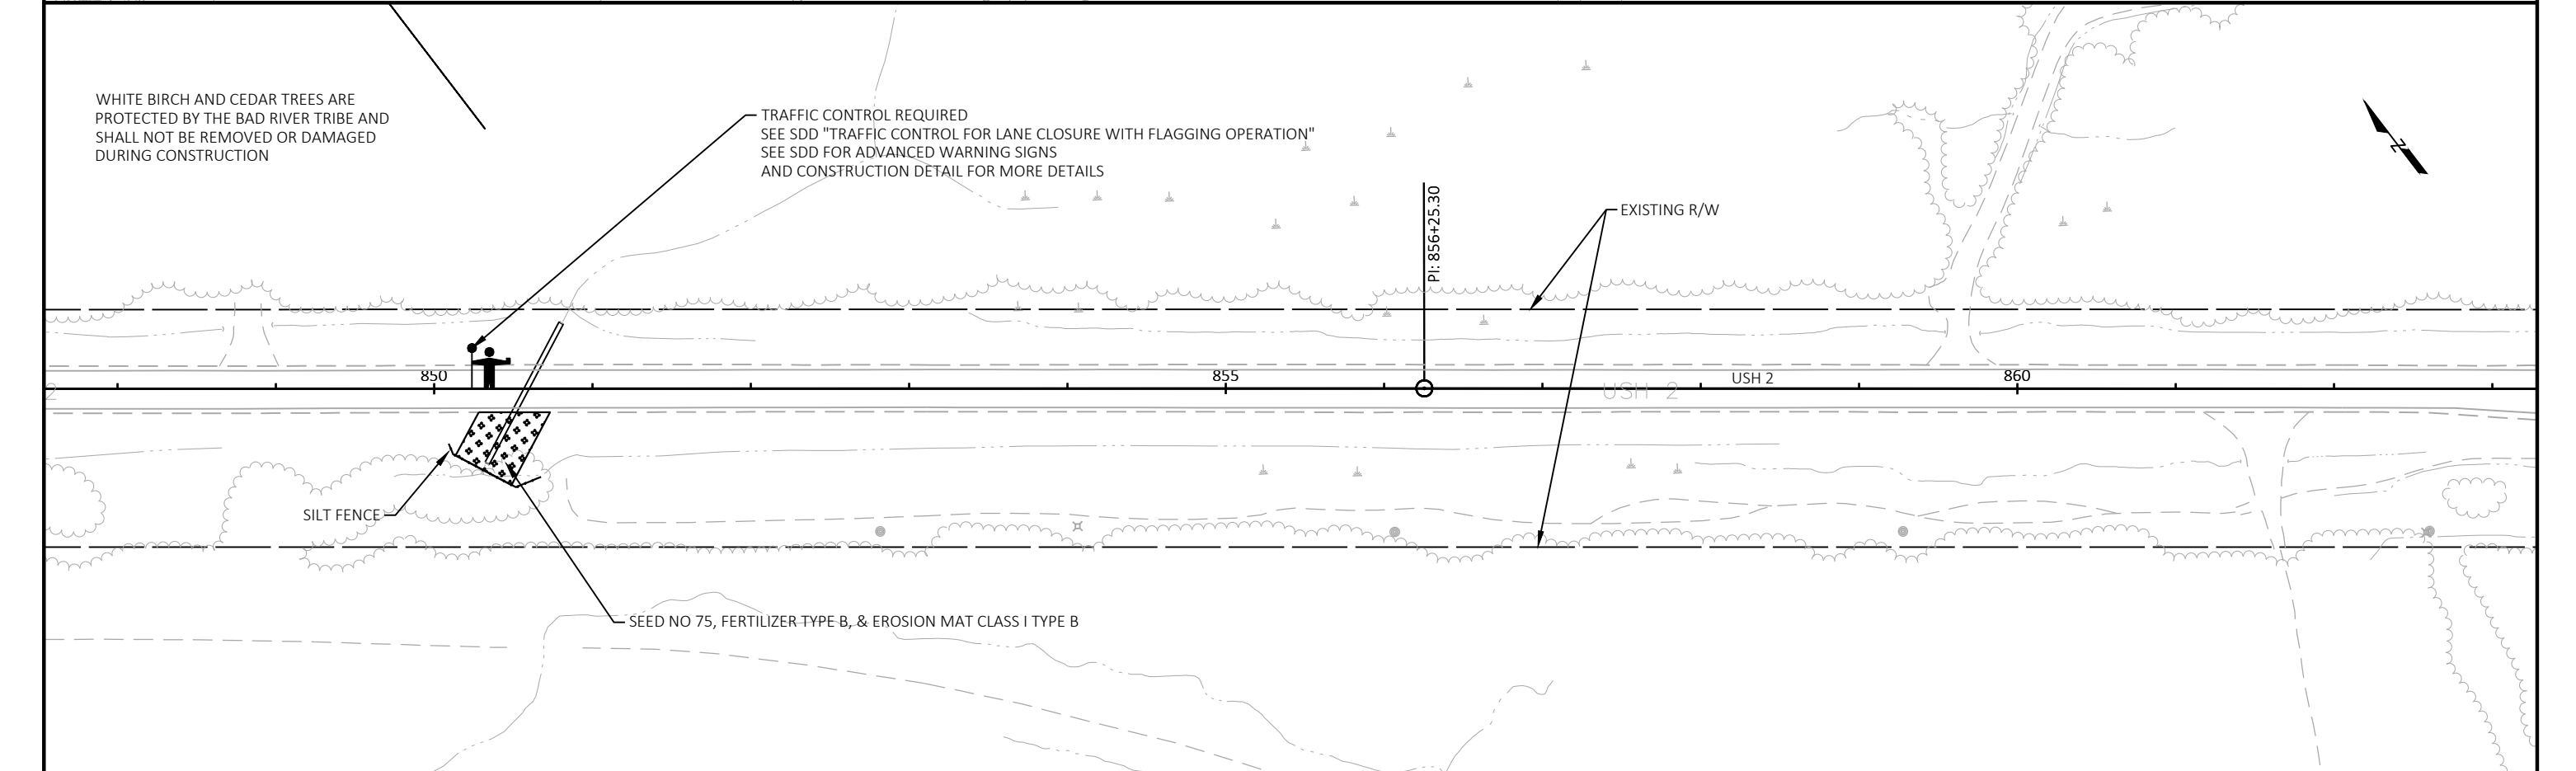 WHITE BIRCH AND CEDAR TREES ARE
PROTECTED BY THE BAD RIVER TRIBE AND
SHALL NOT BE REMOVED OR DAMAGED
DURING CONSTRUCTION
TRAFFIC CONTROL REQUIRED
SEE SDD "TRAFFIC CONTROL FOR LANE CLOSURE WITH FLAGGING OPERATION"
SEE SDD FOR ADVANCED WARNING SIGNS
AND CONSTRUCTION DETAIL FOR MORE DETAILS
N
PI: 856+25.30
EXISTING R/W
850
855
USH 2
860
2
USH 2
SILT FENCE
SEED NO 75, FERTILIZER TYPE B, & EROSION MAT CLASS I TYPE B